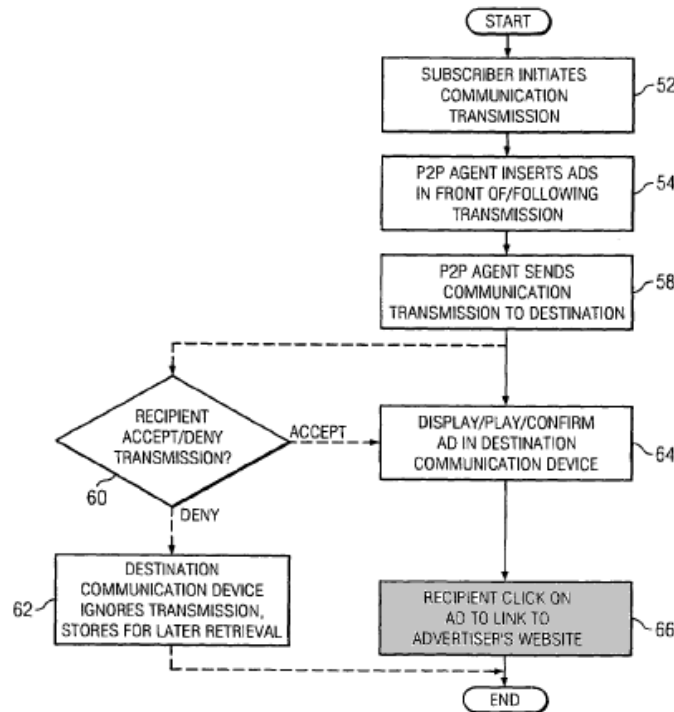 START
SUBSCRIBER INITIATES
COMMUNICATION
TRANSMISSION
52
P2P AGENT INSERTS ADS
IN FRONT OF/FOLLOWING
TRANSMISSION
54
P2P AGENT SENDS
COMMUNICATION
TRANSMISSION TO DESTINATION
58
RECIPIENT
ACCEPT/DENY
TRANSMISSION?
60
ACCEPT
DENY
DISPLAY/PLAY/CONFIRM
AD IN DESTINATION
COMMUNICATION DEVICE
64
DESTINATION
COMMUNICATION DEVICE
IGNORES TRANSMISSION,
STORES FOR LATER RETRIEVAL
62
RECIPIENT CLICK ON
AD TO LINK TO
ADVERTISER'S WEBSITE
66
END